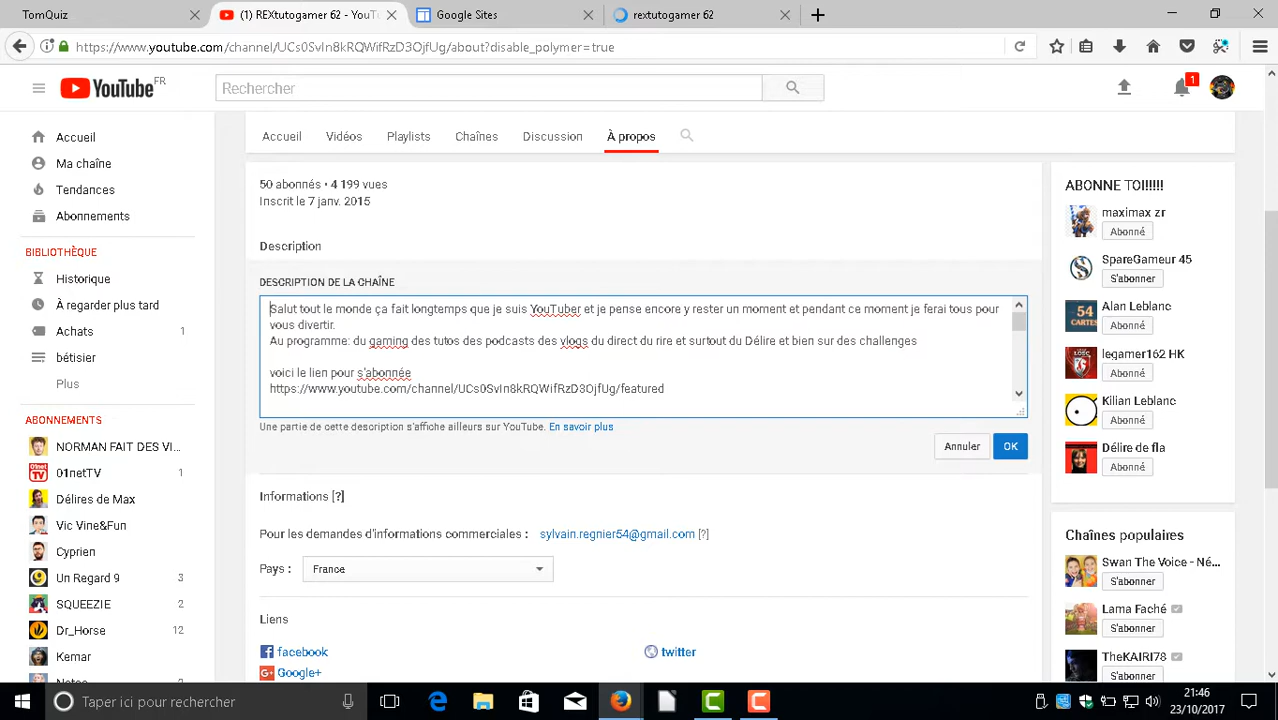 TomQuiz
(1) REXtutogamer 62 - YouT
Google Sites
rextutogamer 62
https://www.youtube.com/channel/UCs0SvIn8kRQWifRzD3OjfUg/about?disable_polymer=true
YouTube FR
Rechercher
1
Accueil
Ma chaîne
Tendances
Abonnements
BIBLIOTHÈQUE
Historique
À regarder plus tard
Achats 1
bétisier
Plus
ABONNEMENTS
NORMAN FAIT DES VI...
01netTV 1
Délires de Max
Vic Vine&Fun
Cyprien
Un Regard 9 3
SQUEEZIE 2
Dr_Horse 12
Kemar
Accueil Vidéos Playlists Chaînes Discussion À propos
50 abonnés • 4 199 vues
Inscrit le 7 janv. 2015
Description
DESCRIPTION DE LA CHAÎNE
Salut tout le monde ça fait longtemps que je suis YouTuber et je pense encore y rester un moment et pendant ce moment je ferai tous pour
vous divertir.
Au programme: du gaming des tutos des podcasts des vlogs du direct du rire et surtout du Délire et bien sur des challenges
voici le lien pour s'abonnée
https://www.youtube.com/channel/UCs0SvIn8kRQWifRzD3OjfUg/featured
Une partie de cette description s'affiche ailleurs sur YouTube. En savoir plus
Annuler OK
Informations [?]
Pour les demandes d'informations commerciales : sylvain.regnier54@gmail.com [?]
Pays : France
Liens
facebook
twitter
Google+
ABONNE TOI!!!!!
maximax zr
Abonné
SpareGameur 45
S'abonner
Alan Leblanc
54
CARTES
Abonné
legamer162 HK
LOSC
Abonné
Kilian Leblanc
Abonné
Délire de fla
Abonné
Chaînes populaires
Swan The Voice - Né...
S'abonner
Lama Faché
S'abonner
TheKAIRI78
S'abonner
Taper ici pour rechercher
21:46
23/10/2017